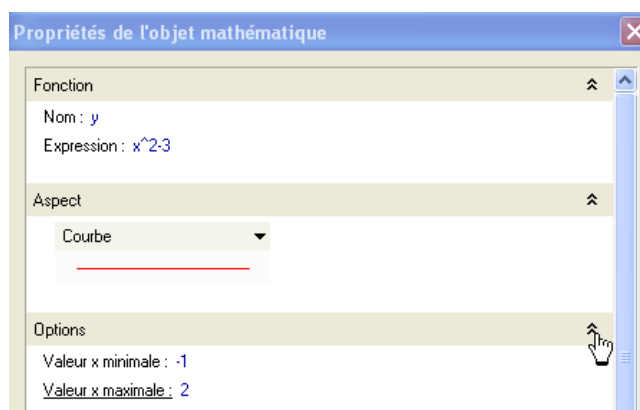 Propriétés de l'objet mathématique
Fonction
Nom : y
Expression : x^2-3
Aspect
Courbe
Options
Valeur x minimale : -1
Valeur x maximale : 2